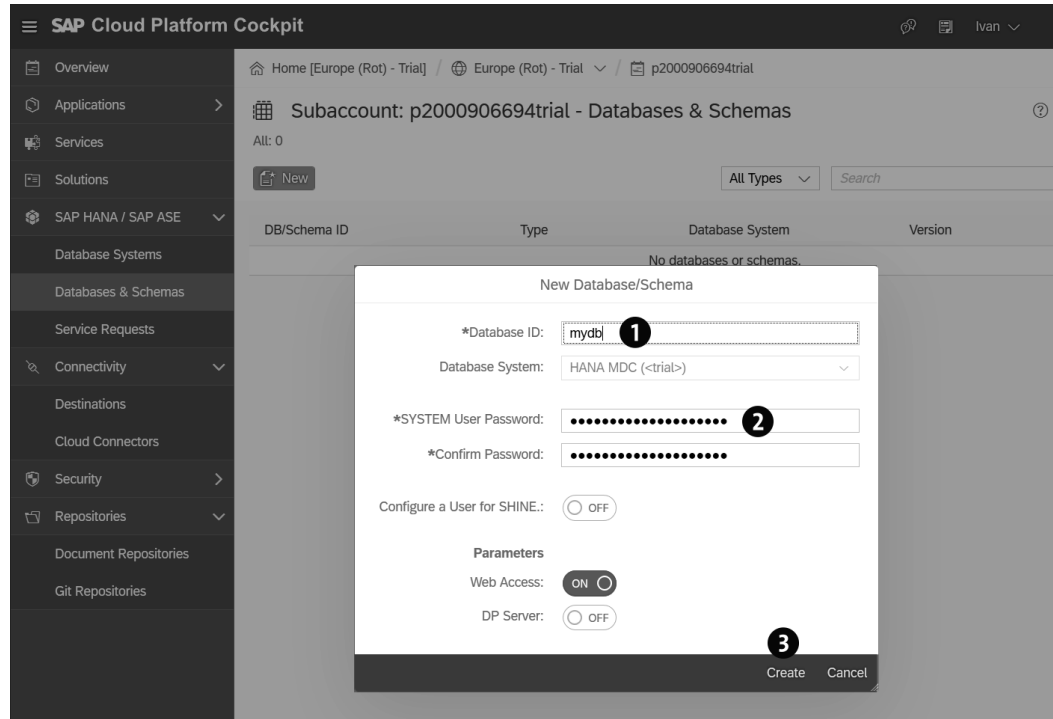 SAP Cloud Platform Cockpit
Ivan
Overview
Applications
Services
Solutions
SAP HANA / SAP ASE
Database Systems
Databases & Schemas
Service Requests
Connectivity
Destinations
Cloud Connectors
Security
Repositories
Document Repositories
Git Repositories
Home [Europe (Rot) - Trial] / Europe (Rot) - Trial / p2000906694trial
Subaccount: p2000906694trial - Databases & Schemas
All: 0
New All Types Search
DB/Schema ID Type Database System Version
No databases or schemas.
New Database/Schema
*Database ID: mydb 1
Database System: HANA MDC (<trial>)
*SYSTEM User Password: •••••••••••••••••••• 2
*Confirm Password: ••••••••••••••••••••
Configure a User for SHINE.: OFF
Parameters
Web Access: ON
DP Server: OFF
3
Create Cancel